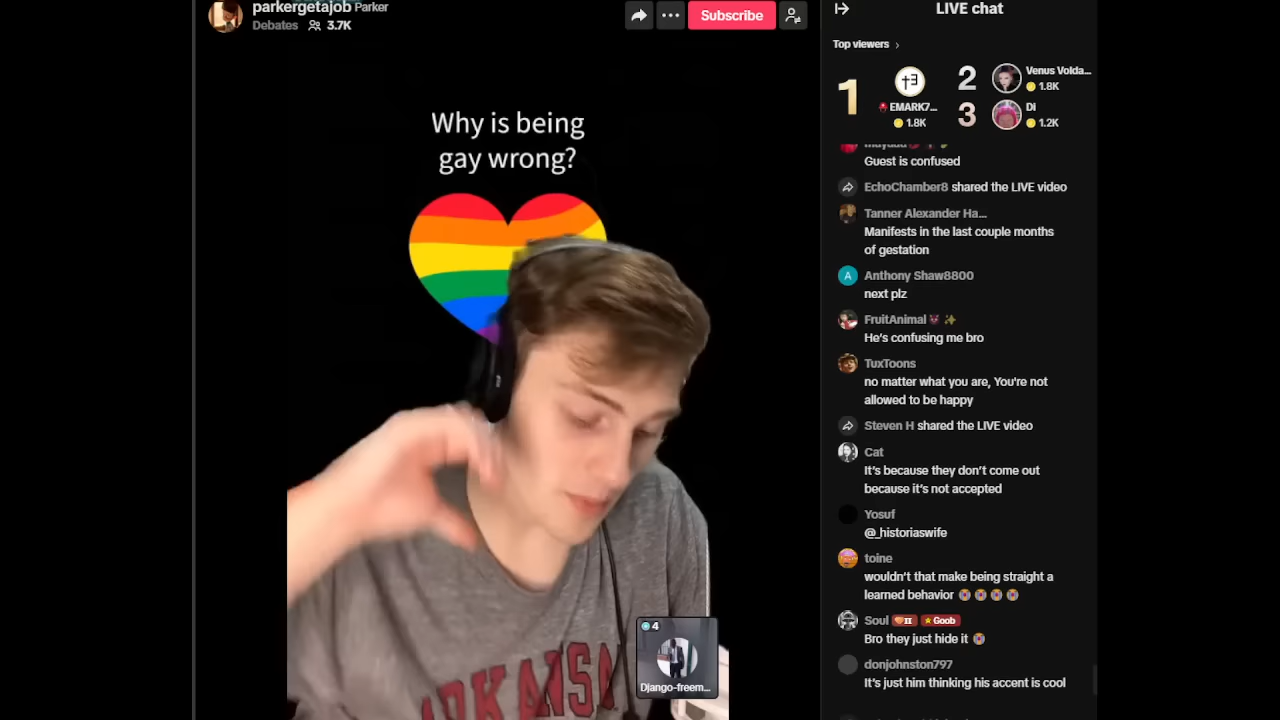 parkergetajob Parker
Debates 3.7K
Subscribe
LIVE chat
Top viewers
1
EMARK7...
1.8K
2
Venus Volda...
1.8K
3
Di
1.2K
Why is being
gay wrong?
Guest is confused
EchoChamber8 shared the LIVE video
Tanner Alexander Ha...
Manifests in the last couple months
of gestation
A
Anthony Shaw8800
next plz
FruitAnimal
He's confusing me bro
TuxToons
no matter what you are, You're not
allowed to be happy
Steven H shared the LIVE video
Cat
It's because they don't come out
because it's not accepted
Yosuf
@_historiaswife
toine
wouldn't that make being straight a
learned behavior
Soul II Goob
Bro they just hide it
donjohnston797
It's just him thinking his accent is cool
4
Django-freem...
ARKANSA